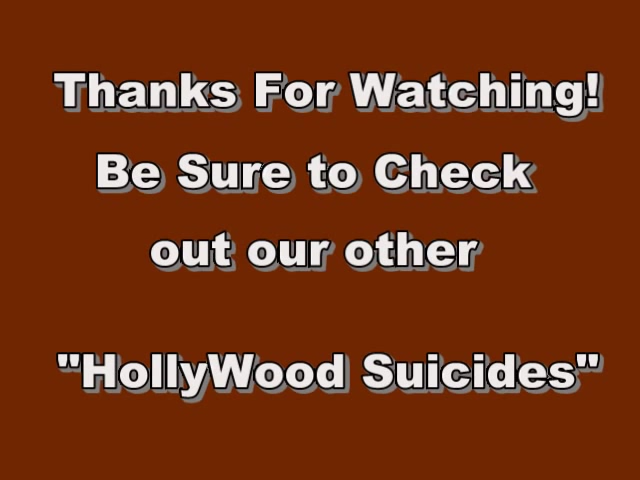 Thanks For Watching!
Be Sure to Check
out our other
"HollyWood Suicides"